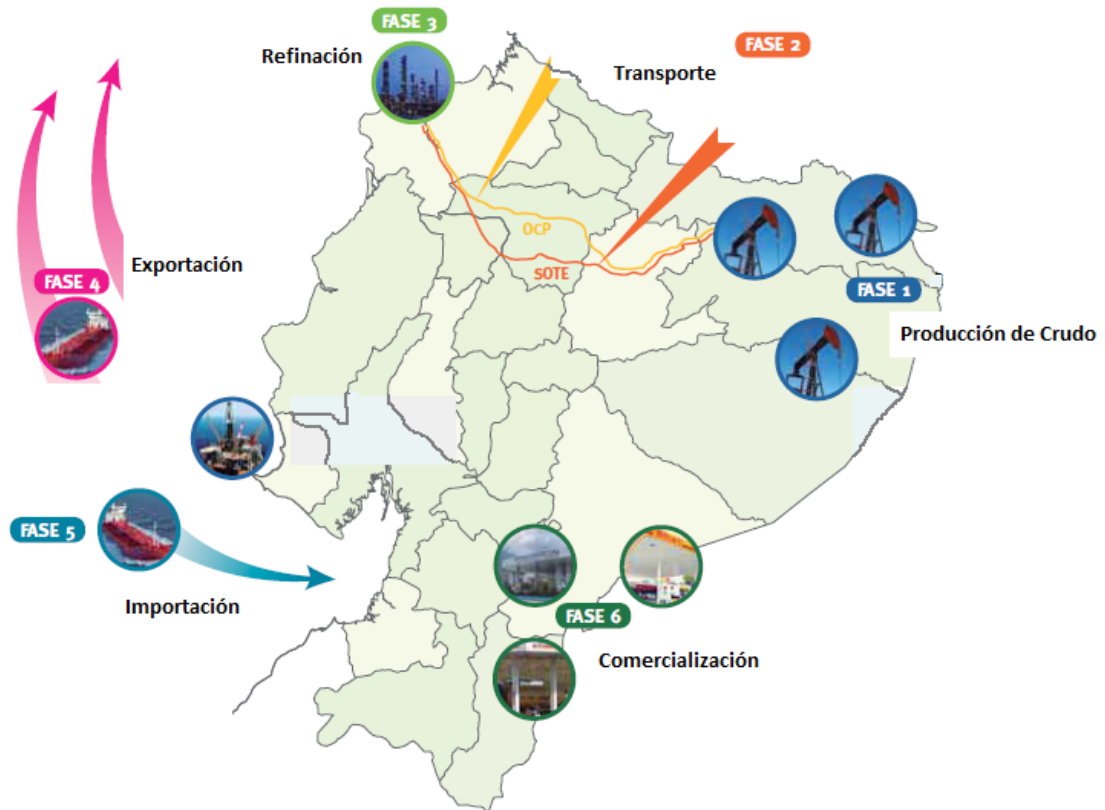 FASE 3
Refinación
FASE 2
Transporte
OCP
SOTE
Exportación
FASE 4
FASE 1
Producción de Crudo
FASE 5
Importación
FASE 6
Comercialización